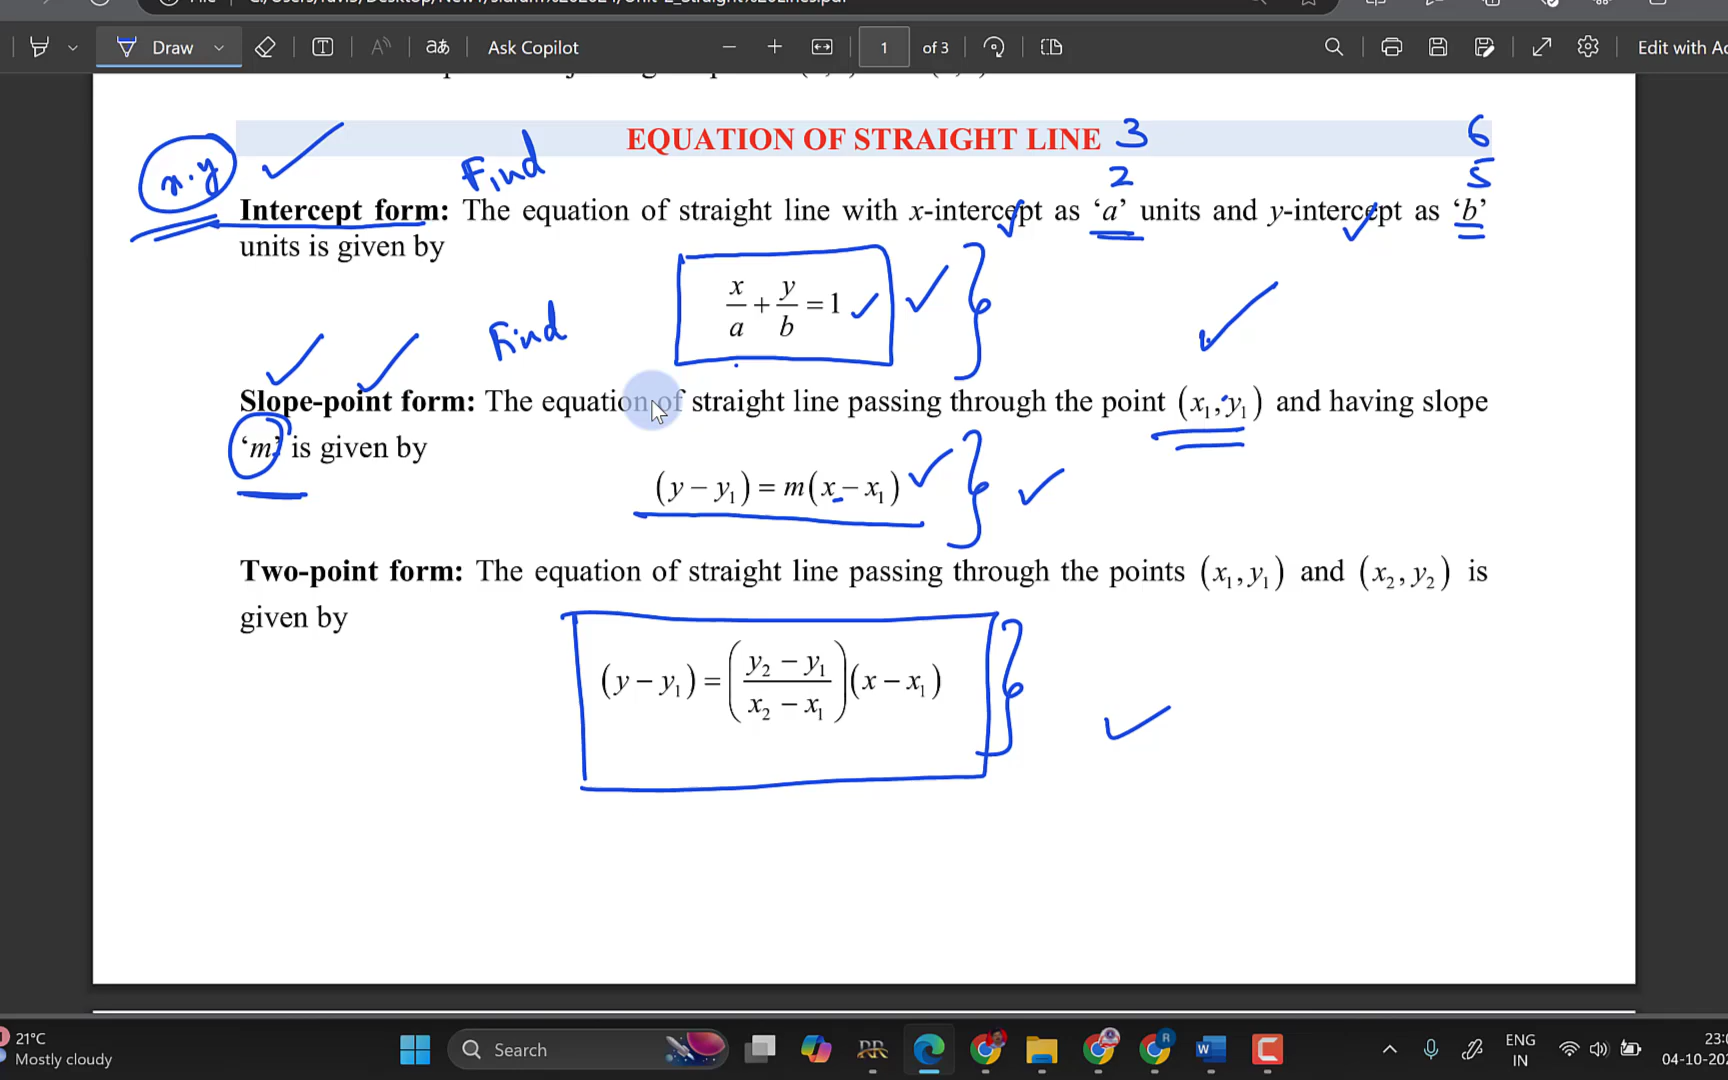 Draw
Ask Copilot
1 of 3
Edit with Ac
EQUATION OF STRAIGHT LINE 3
6
x.y
Find
2
5
Intercept form: The equation of straight line with x-intercept as ‘a’ units and y-intercept as ‘b’
units is given by
x/a + y/b = 1
Find
Slope-point form: The equation of straight line passing through the point (x₁, y₁) and having slope
‘m’ is given by
(y − y₁) = m(x − x₁)
Two-point form: The equation of straight line passing through the points (x₁, y₁) and (x₂, y₂) is
given by
(y − y₁) = ((y₂ − y₁)/(x₂ − x₁))(x − x₁)
21°C
Mostly cloudy
Search
ENG
IN
23:0
04-10-20